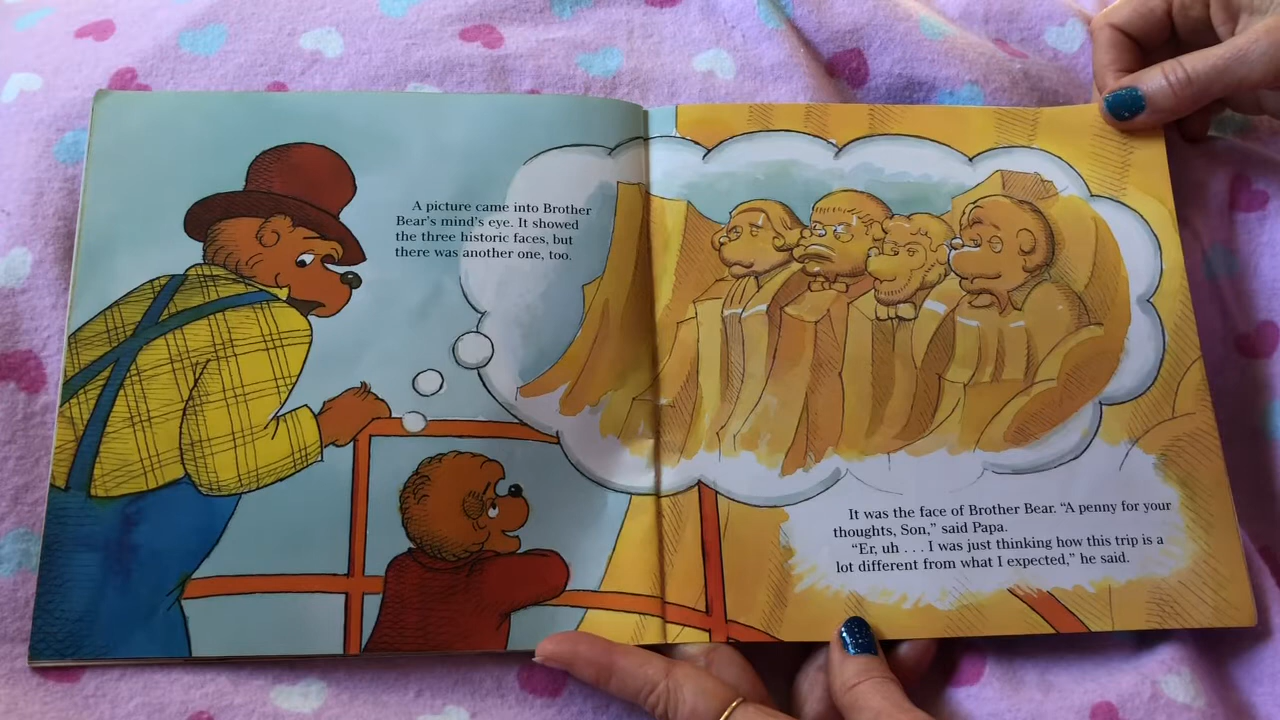 A picture came into Brother
Bear's mind's eye. It showed
the three historic faces, but
there was another one, too.
It was the face of Brother Bear. "A penny for your
thoughts, Son," said Papa.
"Er, uh . . . I was just thinking how this trip is a
lot different from what I expected," he said.